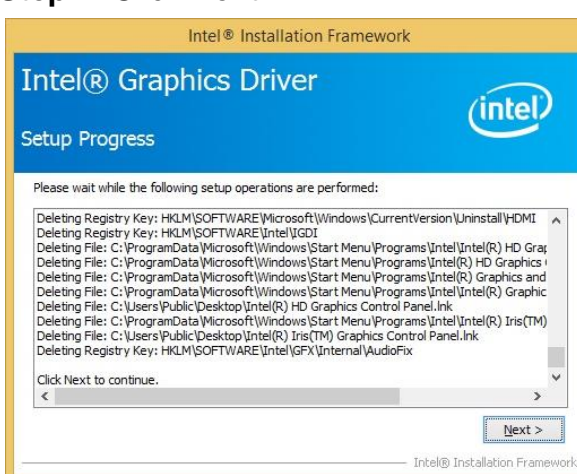 Intel® Installation Framework
Intel® Graphics Driver
intel
Setup Progress
Please wait while the following setup operations are performed:
Deleting Registry Key: HKLM\SOFTWARE\Microsoft\Windows\CurrentVersion\Uninstall\HDMI
Deleting Registry Key: HKLM\SOFTWARE\Intel\IGDI
Deleting File: C:\ProgramData\Microsoft\Windows\Start Menu\Programs\Intel\Intel(R) HD Grap
Deleting File: C:\ProgramData\Microsoft\Windows\Start Menu\Programs\Intel(R) HD Graphics
Deleting File: C:\ProgramData\Microsoft\Windows\Start Menu\Programs\Intel(R) Graphics and
Deleting File: C:\ProgramData\Microsoft\Windows\Start Menu\Programs\Intel\Intel(R) Graphic
Deleting File: C:\Users\Public\Desktop\Intel(R) HD Graphics Control Panel.lnk
Deleting File: C:\ProgramData\Microsoft\Windows\Start Menu\Programs\Intel\Intel(R) Iris(TM)
Deleting File: C:\Users\Public\Desktop\Intel(R) Iris(TM) Graphics Control Panel.lnk
Deleting Registry Key: HKLM\SOFTWARE\Intel\GFX\Internal\AudioFix
Click Next to continue.
Next >
Intel® Installation Framework